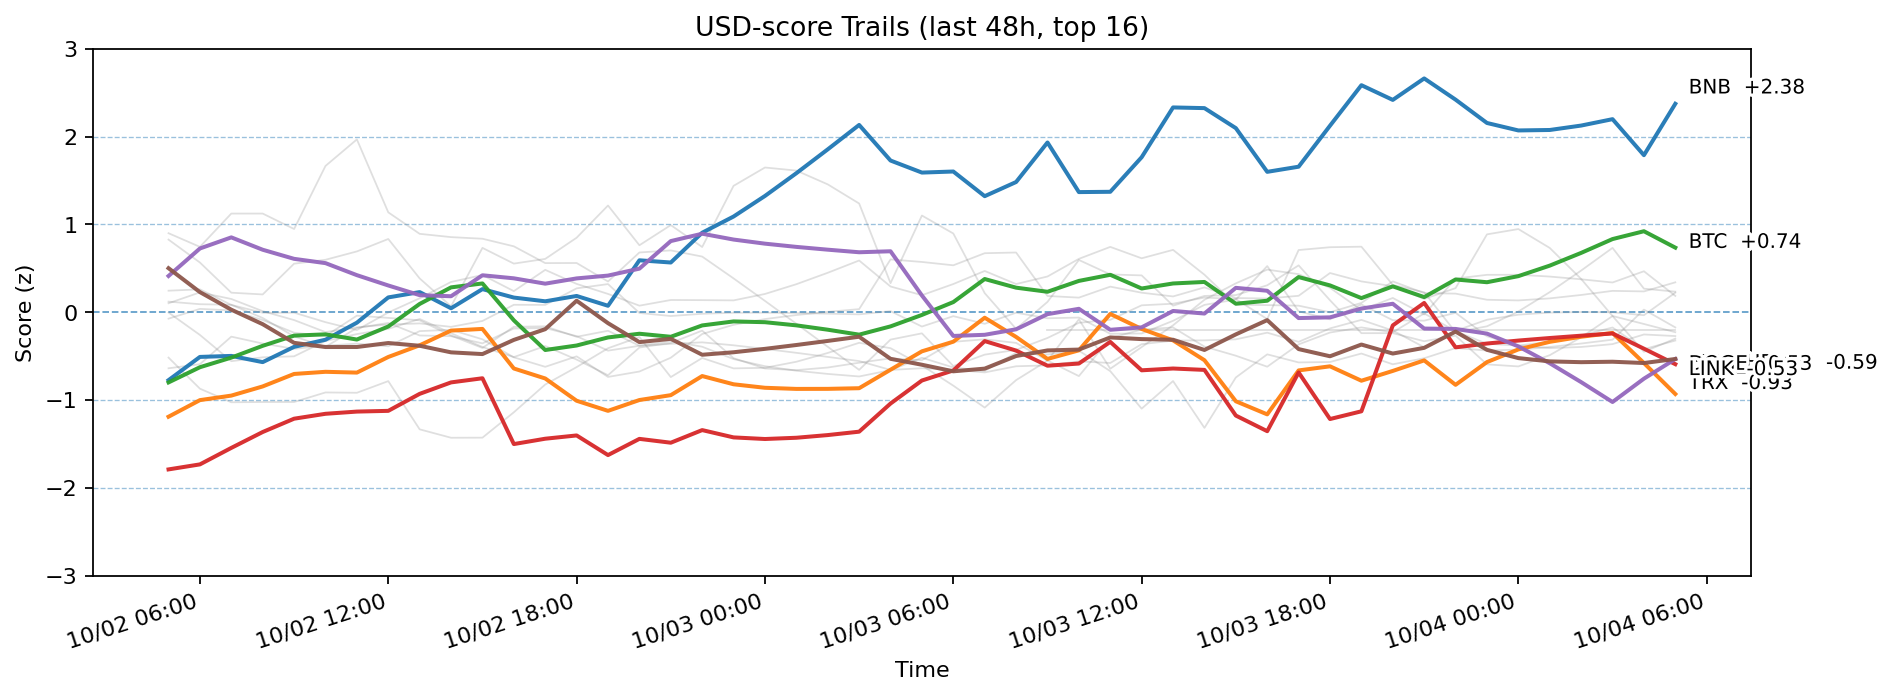 USD-score Trails (last 48h, top 16)
Score (z)
3
2
1
0
−1
−2
−3
BNB +2.38
BTC +0.74
-0.59
LINK -0.53
TRX -0.93
10/02 06:00
10/02 12:00
10/02 18:00
10/03 00:00
10/03 06:00
10/03 12:00
10/03 18:00
10/04 00:00
10/04 06:00
Time